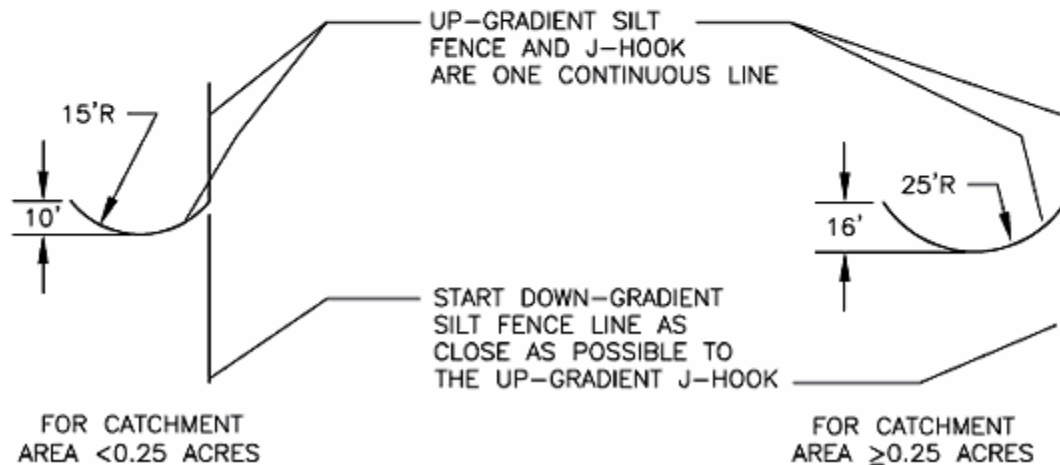 UP-GRADIENT SILT
FENCE AND J-HOOK
ARE ONE CONTINUOUS LINE
15'R
10'
25'R
16'
START DOWN-GRADIENT
SILT FENCE LINE AS
CLOSE AS POSSIBLE TO
THE UP-GRADIENT J-HOOK
FOR CATCHMENT
AREA <0.25 ACRES
FOR CATCHMENT
AREA ≥0.25 ACRES